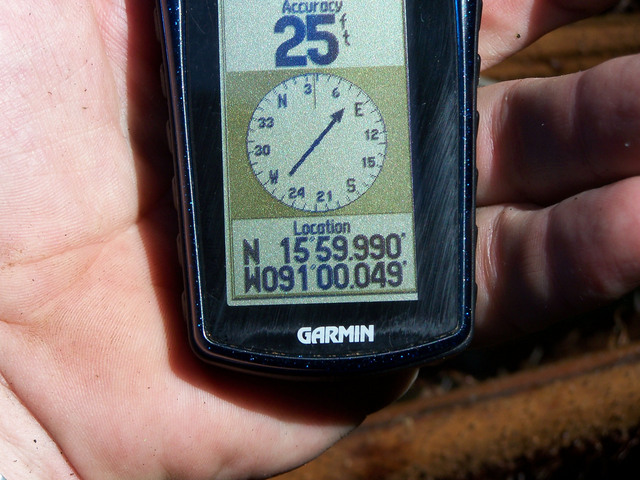 Accuracy
25 ft
3
6
E
12
15
S
21
24
W
30
33
N
Location
N 15°59.990'
W091°00.049'
GARMIN